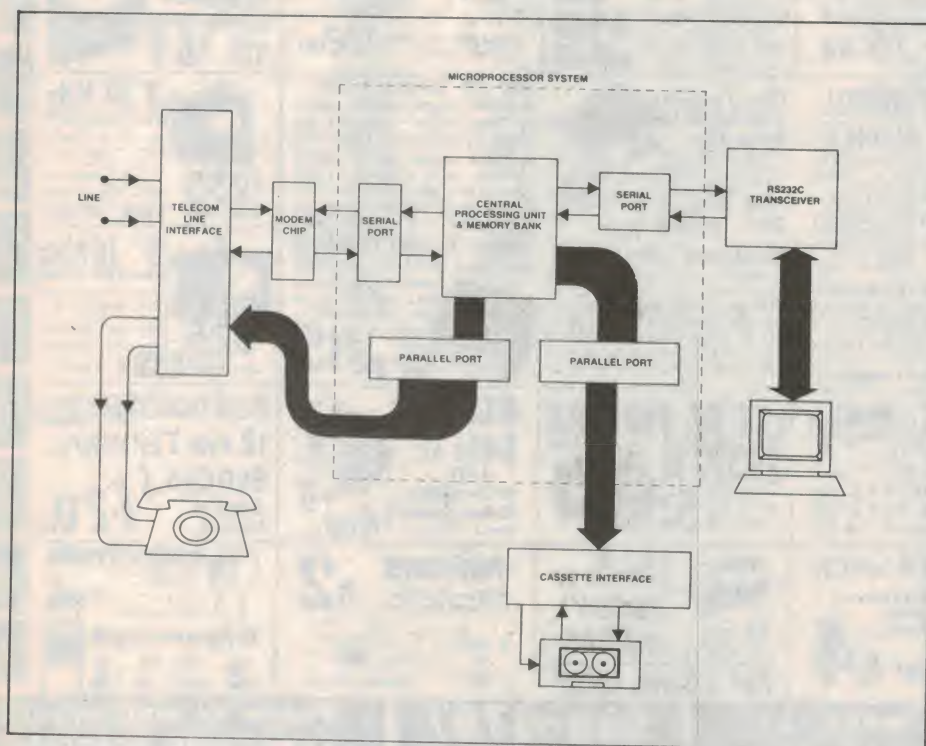 MICROPROCESSOR SYSTEM
LINE
TELECOM
LINE
INTERFACE
MODEM
CHIP
SERIAL
PORT
CENTRAL
PROCESSING UNIT
& MEMORY BANK
SERIAL
PORT
RS232C
TRANSCEIVER
PARALLEL PORT
PARALLEL PORT
CASSETTE INTERFACE